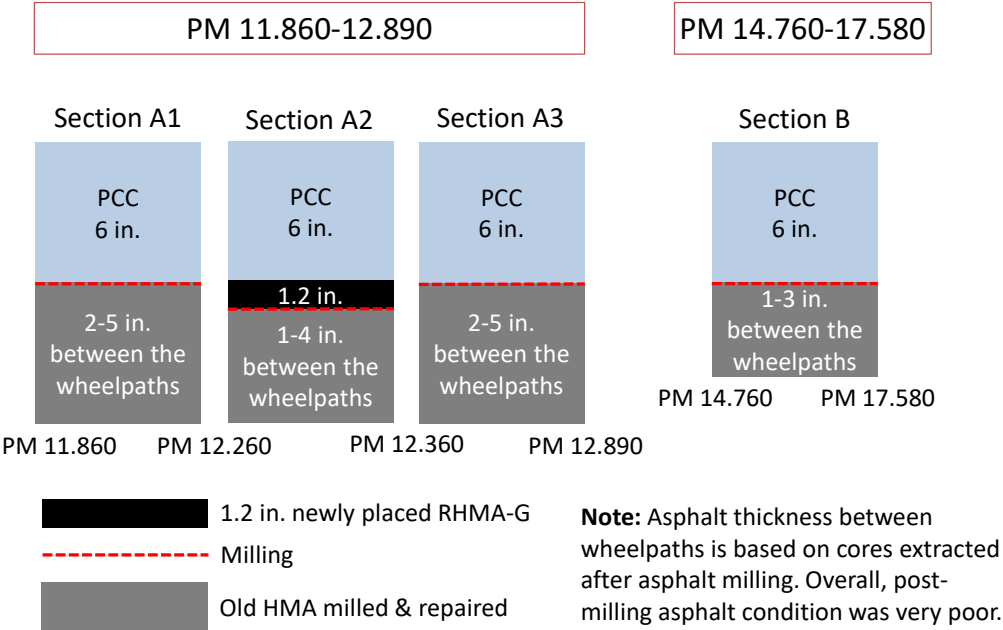 PM 11.860-12.890
PM 14.760-17.580
Section A1
Section A2
Section A3
Section B
PCC
6 in.
PCC
6 in.
PCC
6 in.
PCC
6 in.
2-5 in.
between the
wheelpaths
1.2 in.
1-4 in.
between the
wheelpaths
2-5 in.
between the
wheelpaths
1-3 in.
between the
wheelpaths
PM 14.760
PM 17.580
PM 11.860
PM 12.260
PM 12.360
PM 12.890
1.2 in. newly placed RHMA-G
Milling
Old HMA milled & repaired
Note: Asphalt thickness between
wheelpaths is based on cores extracted
after asphalt milling. Overall, post-
milling asphalt condition was very poor.